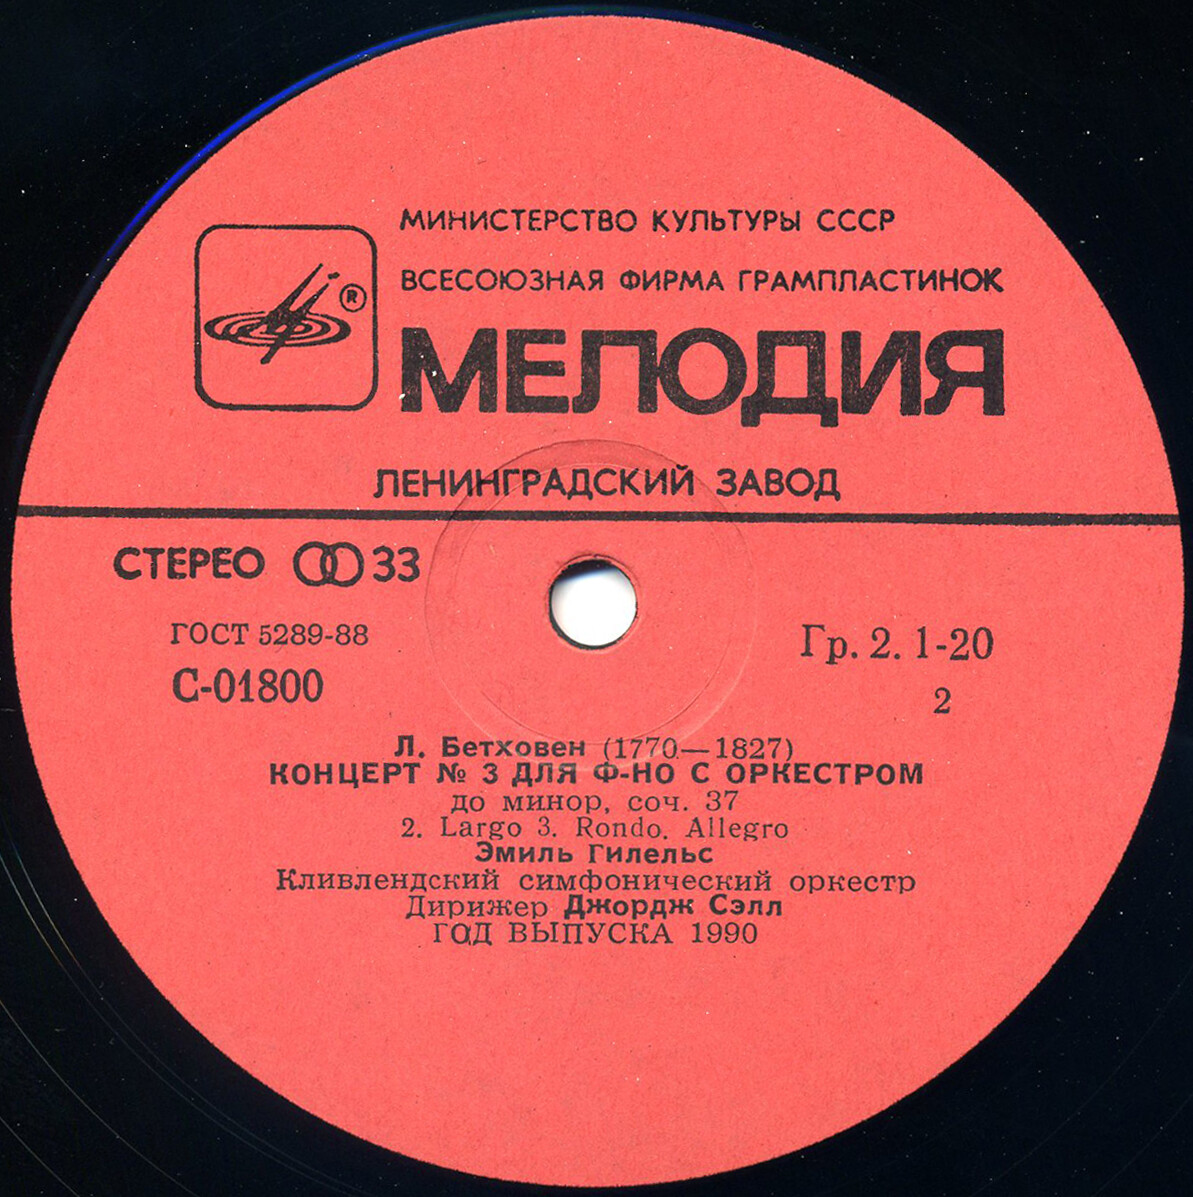 МИНИСТЕРСТВО КУЛЬТУРЫ СССР
ВСЕСОЮЗНАЯ ФИРМА ГРАМПЛАСТИНОК
®
МЕЛОДИЯ
ЛЕНИНГРАДСКИЙ ЗАВОД
СТЕРЕО 33
ГОСТ 5289-88
Гр. 2. 1-20
С-01800
2
Л. Бетховен (1770—1827)
КОНЦЕРТ № 3 ДЛЯ Ф-НО С ОРКЕСТРОМ
до минор, соч. 37
2. Largo 3. Rondo. Allegro
Эмиль Гилельс
Кливлендский симфонический оркестр
Дирижер Джордж Сэлл
ГОД ВЫПУСКА 1990